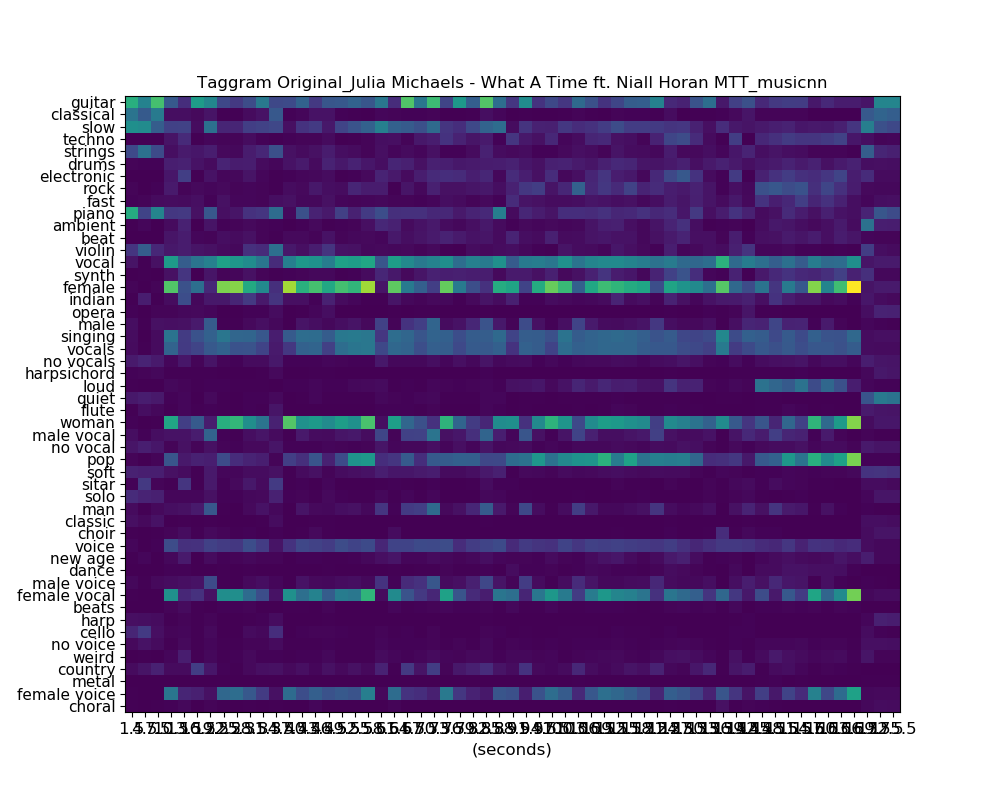 Taggram Original_Julia Michaels - What A Time ft. Niall Horan MTT_musicnn
guitar
classical
slow
techno
strings
drums
electronic
rock
fast
piano
ambient
beat
violin
vocal
synth
female
indian
opera
male
singing
vocals
no vocals
harpsichord
loud
quiet
flute
woman
male vocal
no vocal
pop
soft
sitar
solo
man
classic
choir
voice
new age
dance
male voice
female vocal
beats
harp
cello
no voice
weird
country
metal
female voice
choral
(seconds)